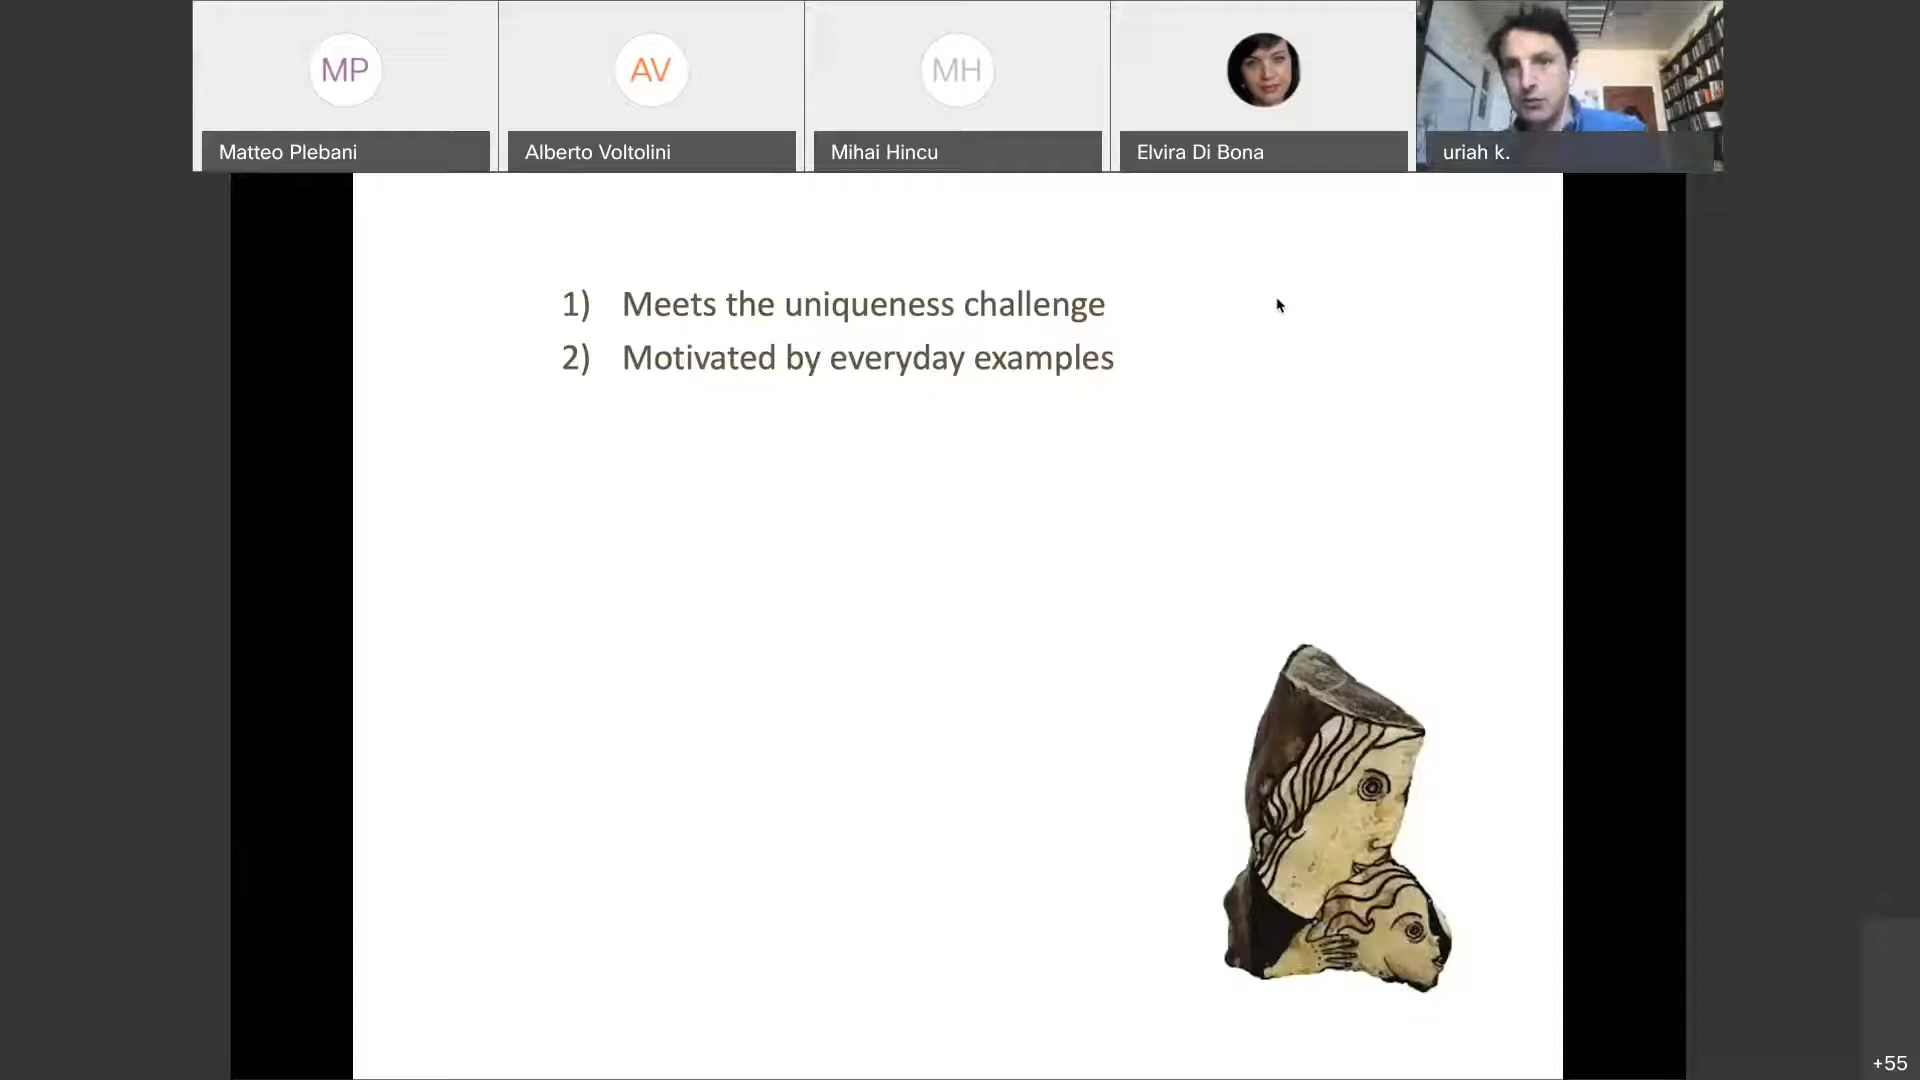 MP
AV
MH
Matteo Plebani
Alberto Voltolini
Mihai Hincu
Elvira Di Bona
uriah k.
1) Meets the uniqueness challenge
2) Motivated by everyday examples
+55